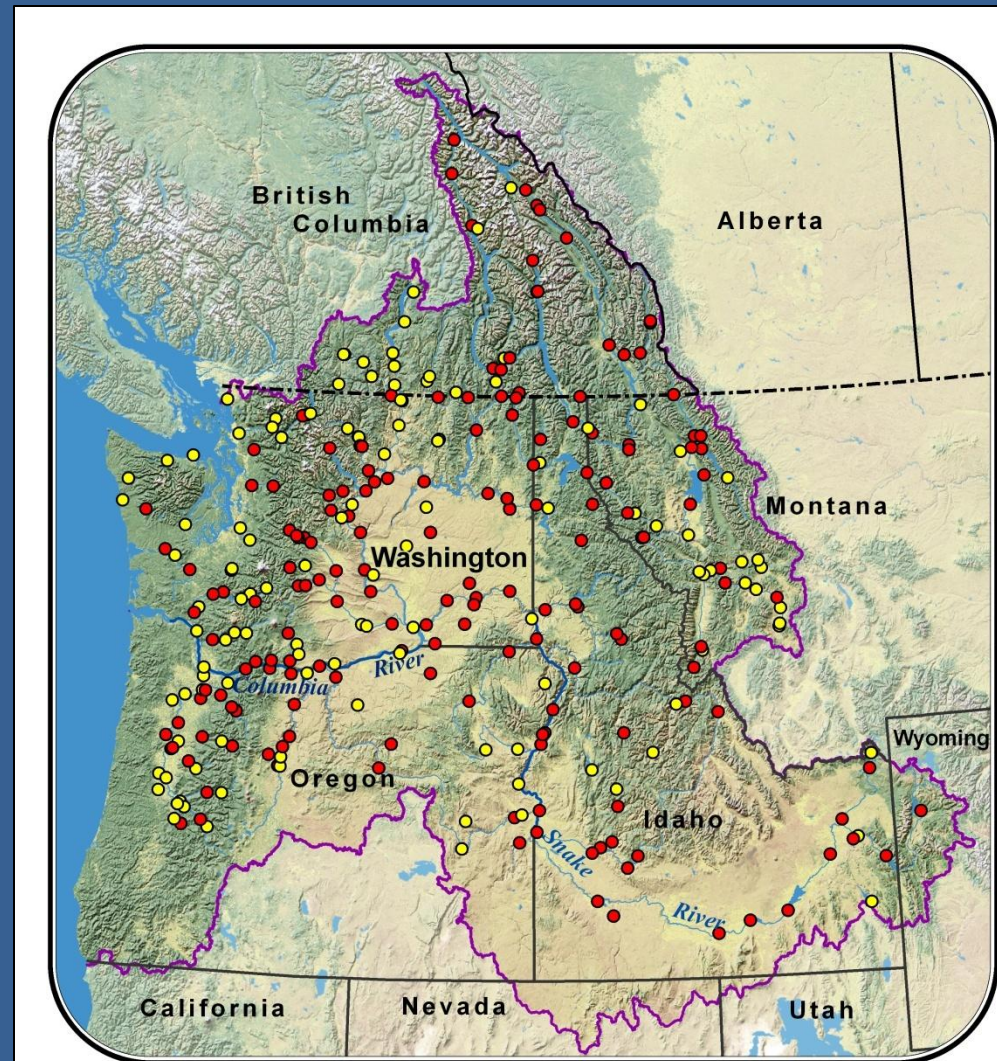 British
Columbia
Alberta
Montana
Washington
River
Columbia
Wyoming
Oregon
Idaho
Snake
River
California
Nevada
Utah